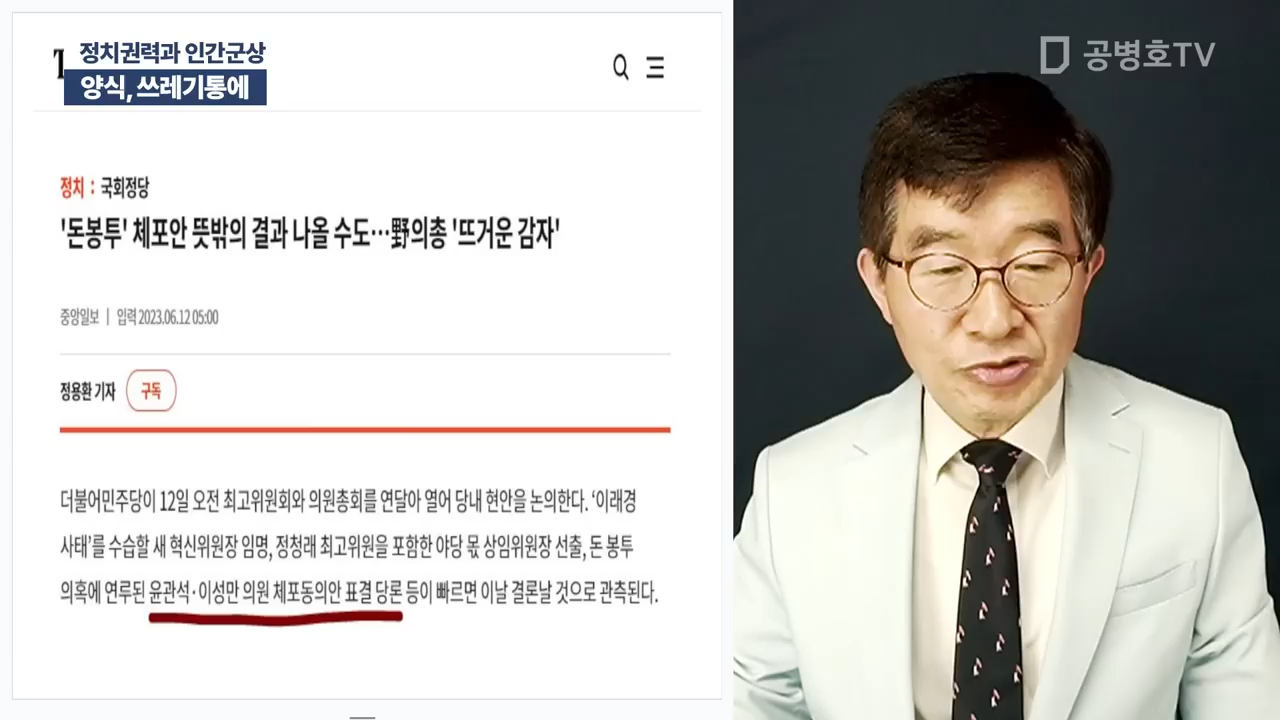 정치권력과 인간군상
양식, 쓰레기통에
공병호TV
정치 : 국회정당
'돈봉투' 체포안 뜻밖의 결과 나올 수도…野의총 '뜨거운 감자'
중앙일보 | 입력 2023.06.12 05:00
정용환 기자 구독
더불어민주당이 12일 오전 최고위원회와 의원총회를 연달아 열어 당내 현안을 논의한다. ‘이래경
사태’를 수습할 새 혁신위원장 임명, 정청래 최고위원을 포함한 야당 몫 상임위원장 선출, 돈 봉투
의혹에 연루된 윤관석·이성만 의원 체포동의안 표결 당론 등이 빠르면 이날 결론날 것으로 관측된다.